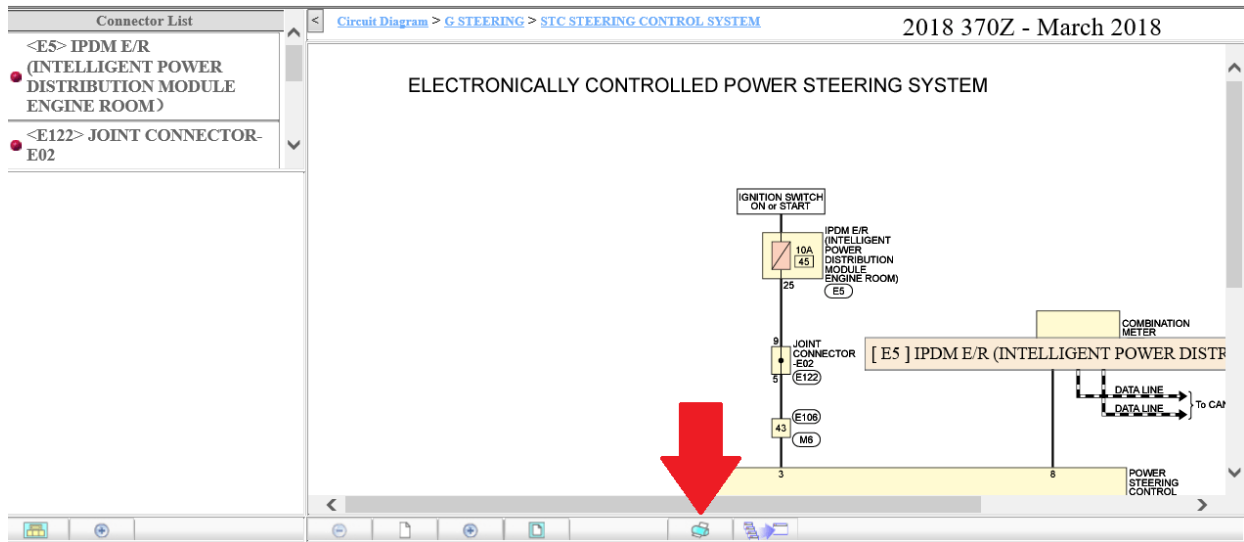 Connector List
<E5> IPDM E/R
(INTELLIGENT POWER
DISTRIBUTION MODULE
ENGINE ROOM）
<E122> JOINT CONNECTOR-
E02
<
Circuit Diagram > G STEERING > STC STEERING CONTROL SYSTEM
2018 370Z - March 2018
ELECTRONICALLY CONTROLLED POWER STEERING SYSTEM
IGNITION SWITCH
ON or START
10A
45
IPDM E/R
(INTELLIGENT
POWER
DISTRIBUTION
MODULE
ENGINE ROOM)
E5
25
9
JOINT
CONNECTOR
-E02
E122
5
E106
43
M6
3
COMBINATION
METER
[ E5 ] IPDM E/R (INTELLIGENT POWER DISTR
DATA LINE
DATA LINE
To CAN
8
POWER
STEERING
CONTROL